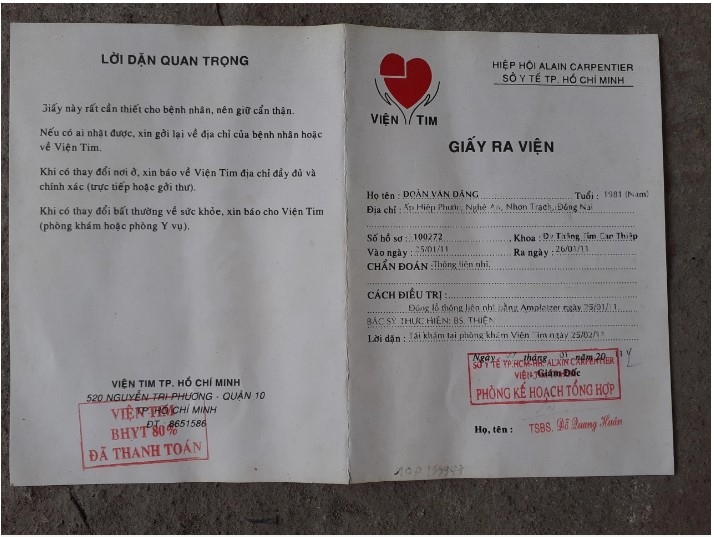 LỜI DẶN QUAN TRỌNG
Giấy này rất cần thiết cho bệnh nhân, nên giữ cẩn thận.
Nếu có ai nhặt được, xin gởi lại về địa chỉ của bệnh nhân hoặc
về Viện Tim.
Khi có thay đổi nơi ở, xin báo về Viện Tim địa chỉ đầy đủ và
chính xác (trực tiếp hoặc gởi thư).
Khi có thay đổi bất thường về sức khỏe, xin báo cho Viện Tim
(phòng khám hoặc phòng Y vụ).
VIỆN TIM TP. HỒ CHÍ MINH
520 NGUYỄN TRI PHƯƠNG - QUẬN 10
TP. HỒ CHÍ MINH
ĐT. 8651586
VIỆN TIM
BHYT 80%
ĐÃ THANH TOÁN
VIỆN TIM
HIỆP HỘI ALAIN CARPENTIER
SỞ Y TẾ TP. HỒ CHÍ MINH
GIẤY RA VIỆN
Họ tên : ĐOÀN VĂN ĐẢNG Tuổi : 1981 (Nam)
Địa chỉ : Ấp Hiệp Phước, Nghệ An, Nhơn Trạch, Đồng Nai
Số hồ sơ : 100272 Khoa : Thông Tim Can Thiệp
Vào ngày : 25/01/11 Ra ngày : 26/01/11
CHẨN ĐOÁN : Thông liên nhĩ.
CÁCH ĐIỀU TRỊ :
Đóng lỗ thông liên nhĩ bằng Amplatzer ngày 25/01/11.
BÁC SỸ THỰC HIỆN: BS. THIỆN
Lời dặn : Tái khám tại phòng khám Viện Tim ngày 25/02/11
Ngày tháng 01 năm 20 11
SỞ Y TẾ TP.HCM-HH. ALAIN CARPENTIER
VIỆN TIM
Giám Đốc
PHÒNG KẾ HOẠCH TỔNG HỢP
Họ, tên : TSBS. Đỗ Quang Huân